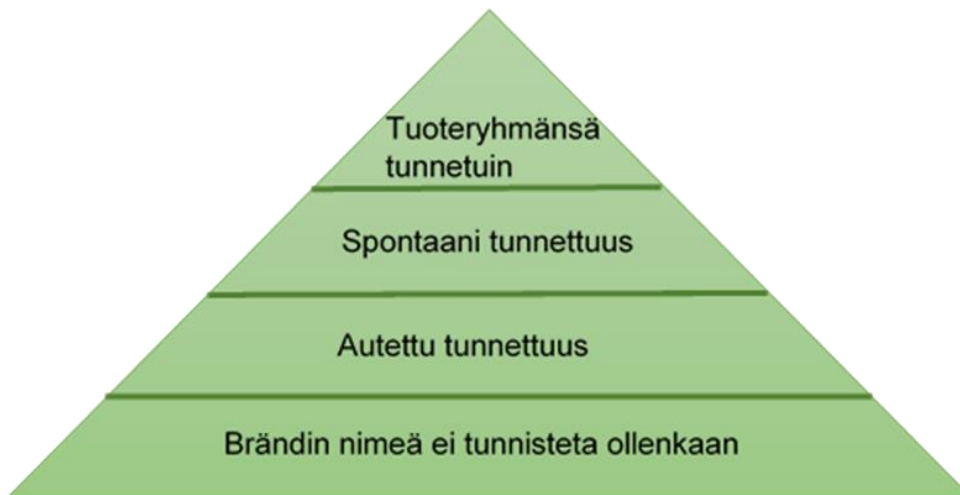 Tuoteryhmänsä
tunnetuin
Spontaani tunnettuus
Autettu tunnettuus
Brändin nimeä ei tunnisteta ollenkaan